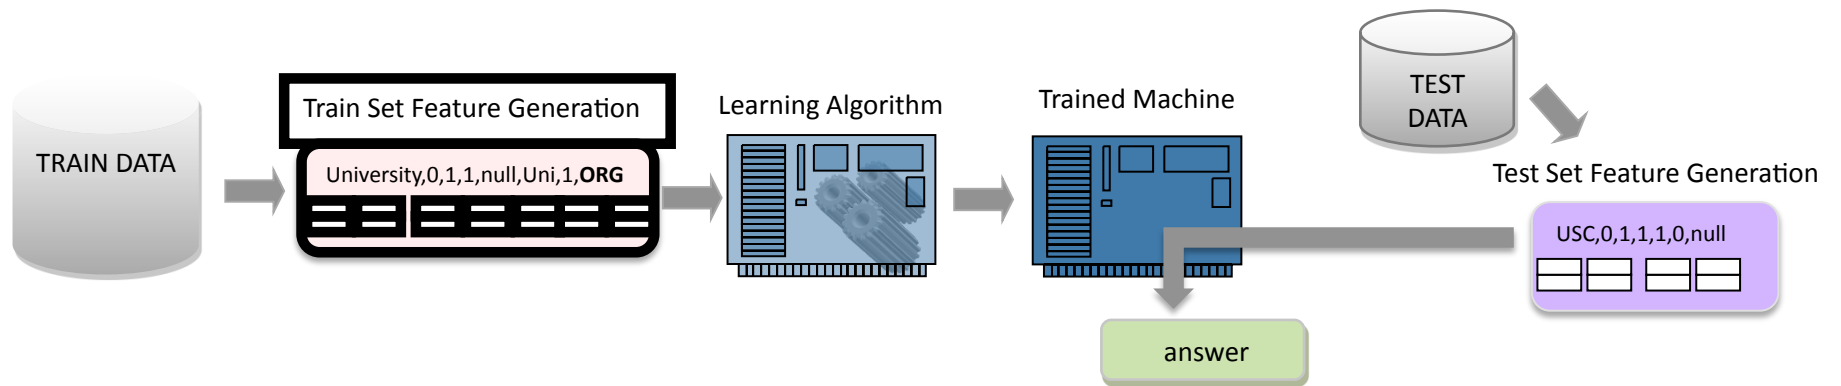 TRAIN DATA
Train Set Feature Generation
University,0,1,1,null,Uni,1,ORG
Learning Algorithm
Trained Machine
TEST
DATA
Test Set Feature Generation
USC,0,1,1,1,0,null
answer